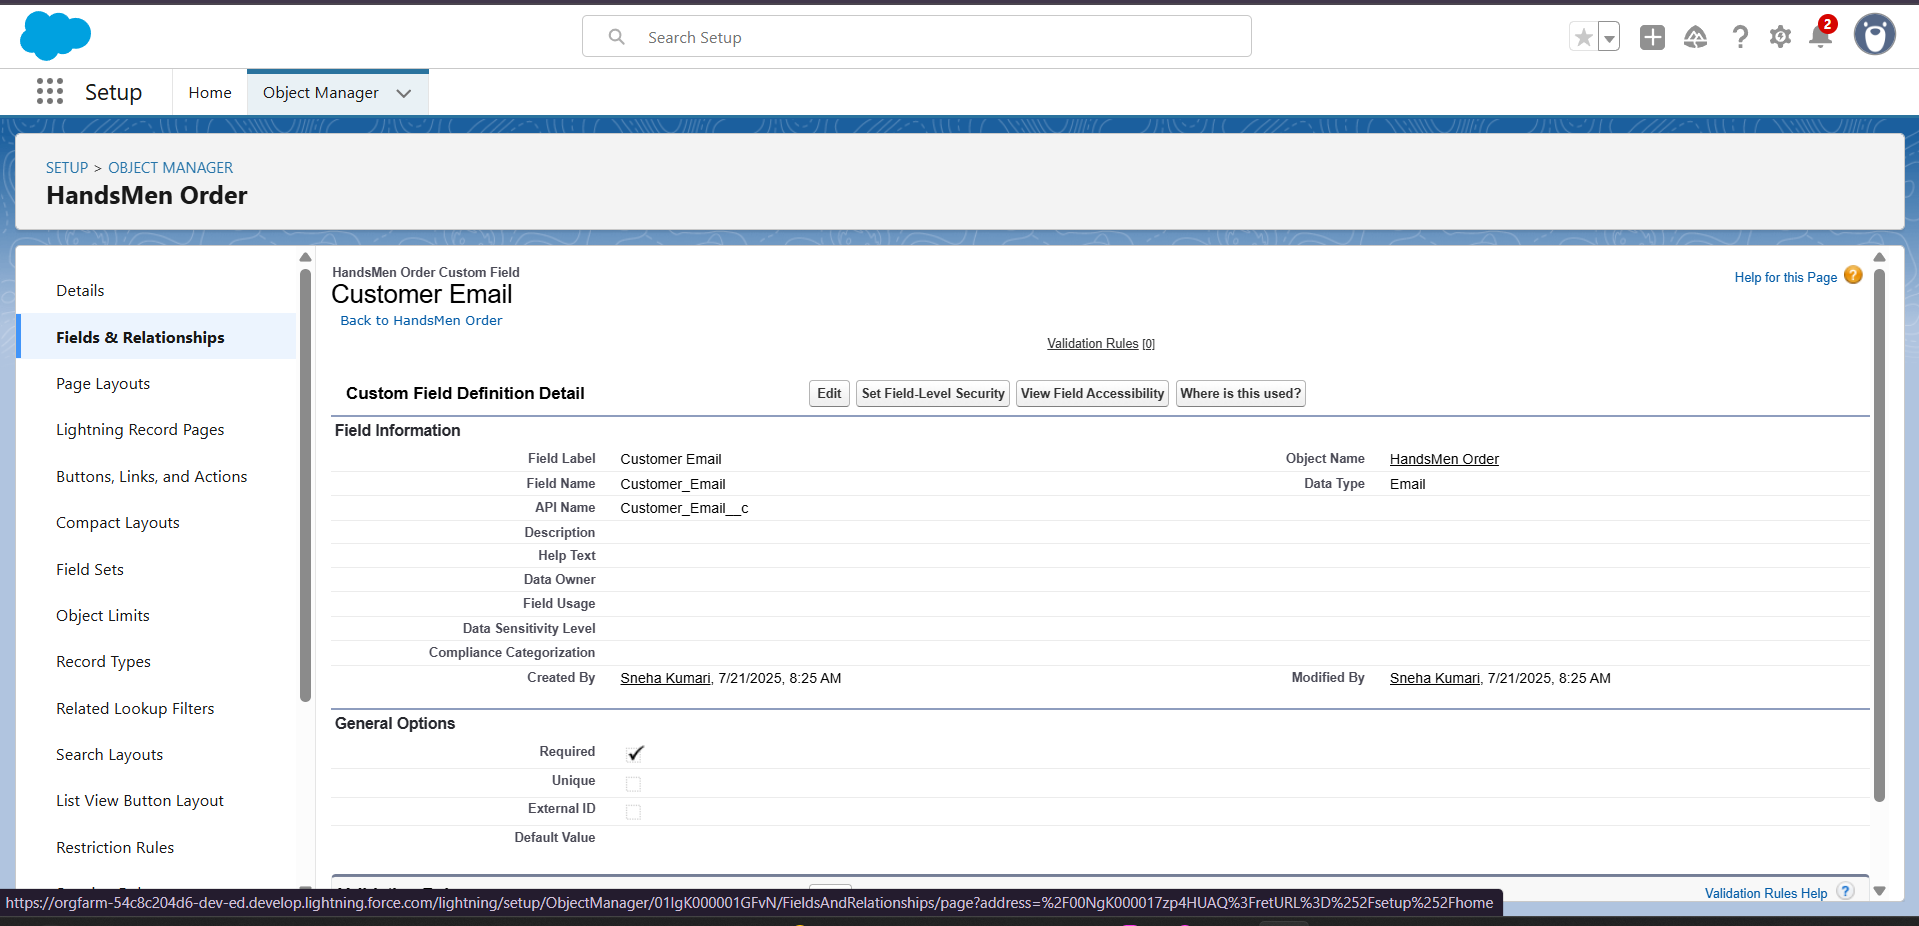 Search Setup
2
Setup
Home
Object Manager
SETUP > OBJECT MANAGER
HandsMen Order
Details
Fields & Relationships
Page Layouts
Lightning Record Pages
Buttons, Links, and Actions
Compact Layouts
Field Sets
Object Limits
Record Types
Related Lookup Filters
Search Layouts
List View Button Layout
Restriction Rules
HandsMen Order Custom Field
Customer Email
Back to HandsMen Order
Help for this Page ?
Validation Rules [0]
Custom Field Definition Detail
Edit
Set Field-Level Security
View Field Accessibility
Where is this used?
Field Information
Field Label Customer Email Object Name HandsMen Order
Field Name Customer_Email Data Type Email
API Name Customer_Email__c
Description
Help Text
Data Owner
Field Usage
Data Sensitivity Level
Compliance Categorization
Created By Sneha Kumari, 7/21/2025, 8:25 AM Modified By Sneha Kumari, 7/21/2025, 8:25 AM
General Options
Required
Unique
External ID
Default Value
Validation Rules Help ?
https://orgfarm-54c8c204d6-dev-ed.develop.lightning.force.com/lightning/setup/ObjectManager/01IgK000001GFvN/FieldsAndRelationships/page?address=%2F00NgK000017zp4HUAQ%3FretURL%3D%252Fsetup%252Fhome